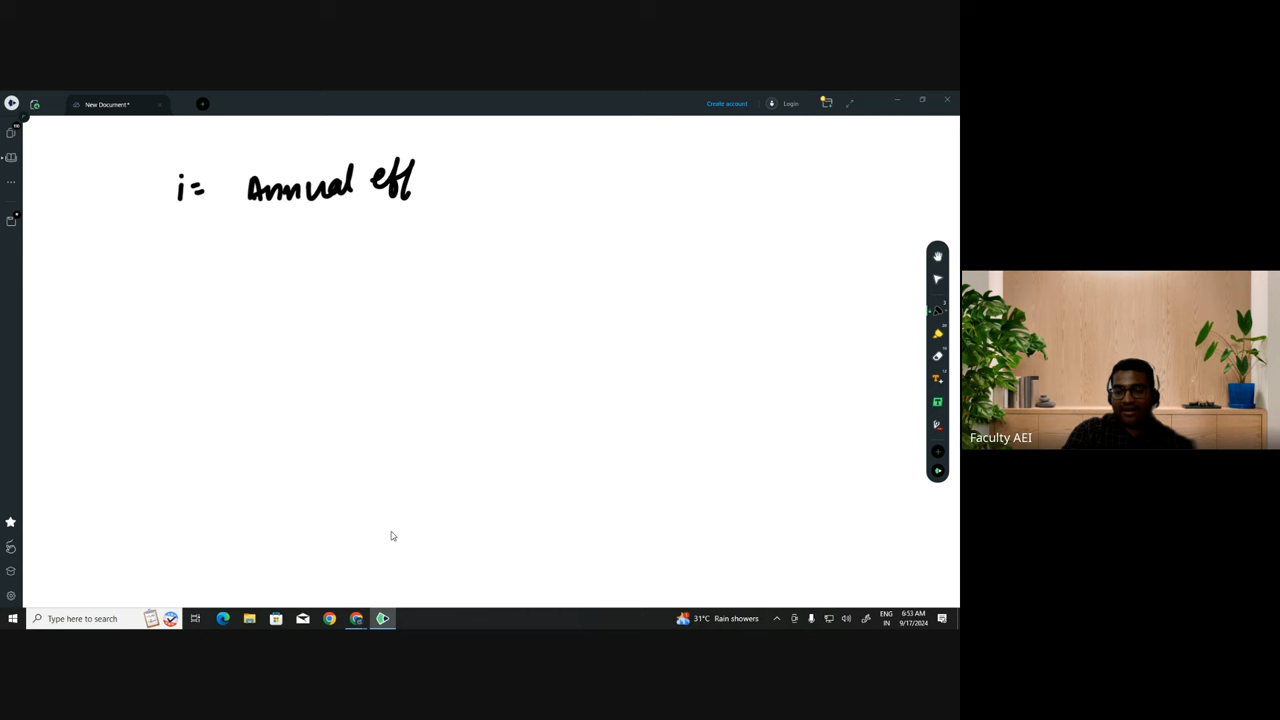 New Document*
Create account
Login
i= Annual eff
Faculty AEI
Type here to search
31°C Rain showers
ENG
IN
6:53 AM
9/17/2024